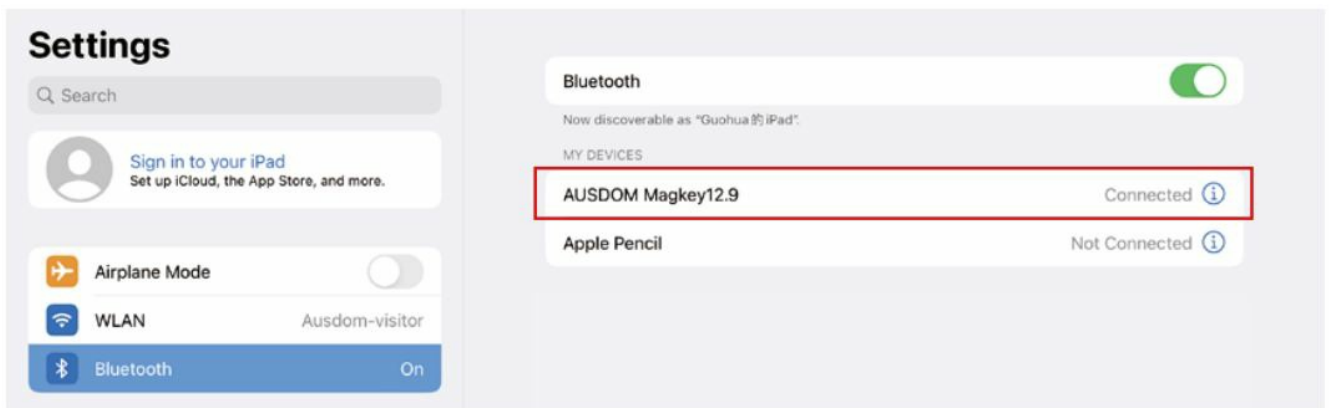 Settings
Search
Sign in to your iPad
Set up iCloud, the App Store, and more.
Airplane Mode
WLAN Ausdom-visitor
Bluetooth On
Bluetooth
Now discoverable as “Guohua的 iPad”.
MY DEVICES
AUSDOM Magkey12.9 Connected
Apple Pencil Not Connected